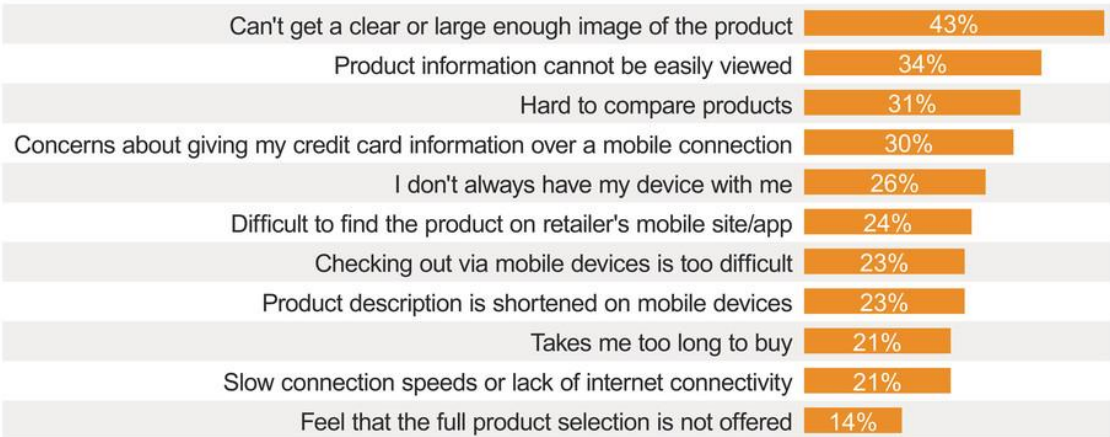 Can't get a clear or large enough image of the product 43%
Product information cannot be easily viewed 34%
Hard to compare products 31%
Concerns about giving my credit card information over a mobile connection 30%
I don't always have my device with me 26%
Difficult to find the product on retailer's mobile site/app 24%
Checking out via mobile devices is too difficult 23%
Product description is shortened on mobile devices 23%
Takes me too long to buy 21%
Slow connection speeds or lack of internet connectivity 21%
Feel that the full product selection is not offered 14%